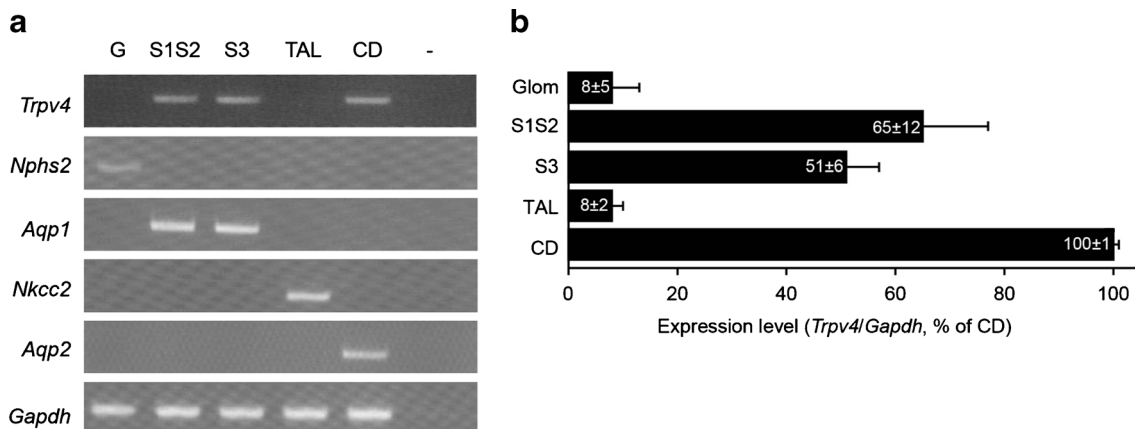 a
G S1S2 S3 TAL CD -
Trpv4
Nphs2
Aqp1
Nkcc2
Aqp2
Gapdh
b
Glom 8±5
S1S2 65±12
S3 51±6
TAL 8±2
CD 100±1
0 20 40 60 80 100
Expression level (Trpv4/Gapdh, % of CD)